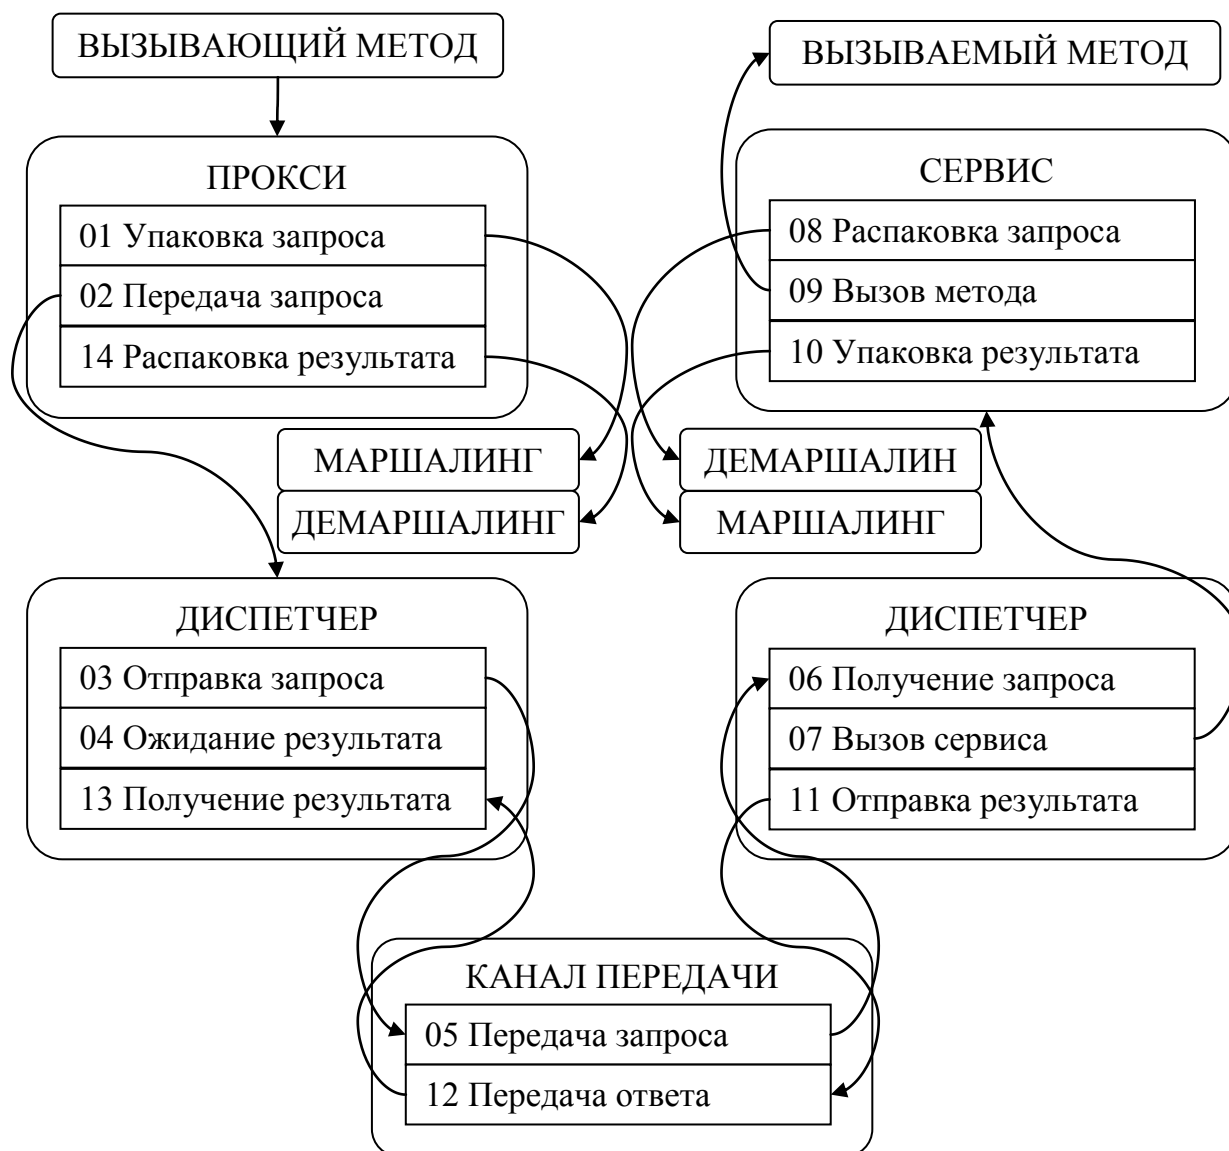 ВЫЗЫВАЮЩИЙ МЕТОД
ВЫЗЫВАЕМЫЙ МЕТОД
ПРОКСИ
01 Упаковка запроса
02 Передача запроса
14 Распаковка результата
СЕРВИС
08 Распаковка запроса
09 Вызов метода
10 Упаковка результата
МАРШАЛИНГ
ДЕМАРШАЛИНГ
ДЕМАРШАЛИН
МАРШАЛИНГ
ДИСПЕТЧЕР
03 Отправка запроса
04 Ожидание результата
13 Получение результата
ДИСПЕТЧЕР
06 Получение запроса
07 Вызов сервиса
11 Отправка результата
КАНАЛ ПЕРЕДАЧИ
05 Передача запроса
12 Передача ответа